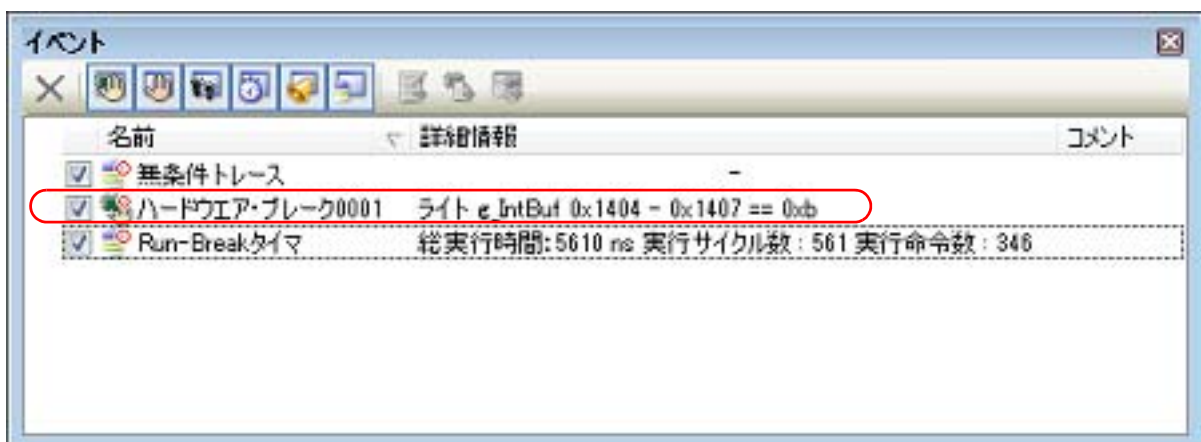 イベント
名前 詳細情報 コメント
無条件トレース -
ハードウエア・ブレーク0001 ライト g_IntBuf 0x1404 - 0x1407 == 0xb
Run-Breakタイマ 総実行時間: 5610 ns 実行サイクル数 : 561 実行命令数 : 346